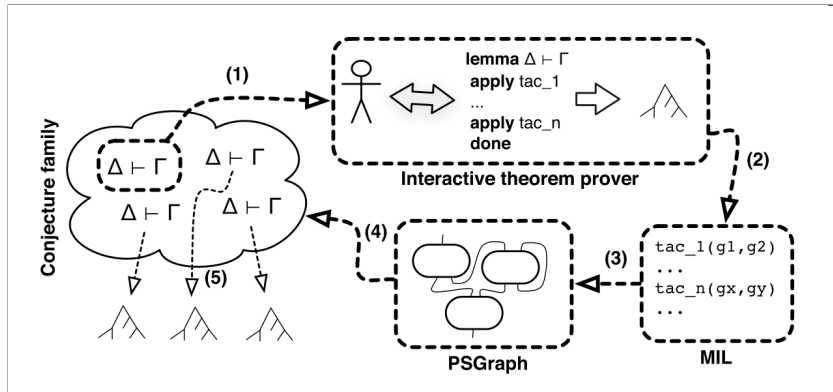 (1)
lemma Δ ⊢ Γ
apply tac_1
...
apply tac_n
done
Interactive theorem prover
(2)
Conjecture family
Δ ⊢ Γ
Δ ⊢ Γ
Δ ⊢ Γ
Δ ⊢ Γ
(5)
(4)
PSGraph
(3)
tac_1(g1,g2)
...
tac_n(gx,gy)
...
MIL